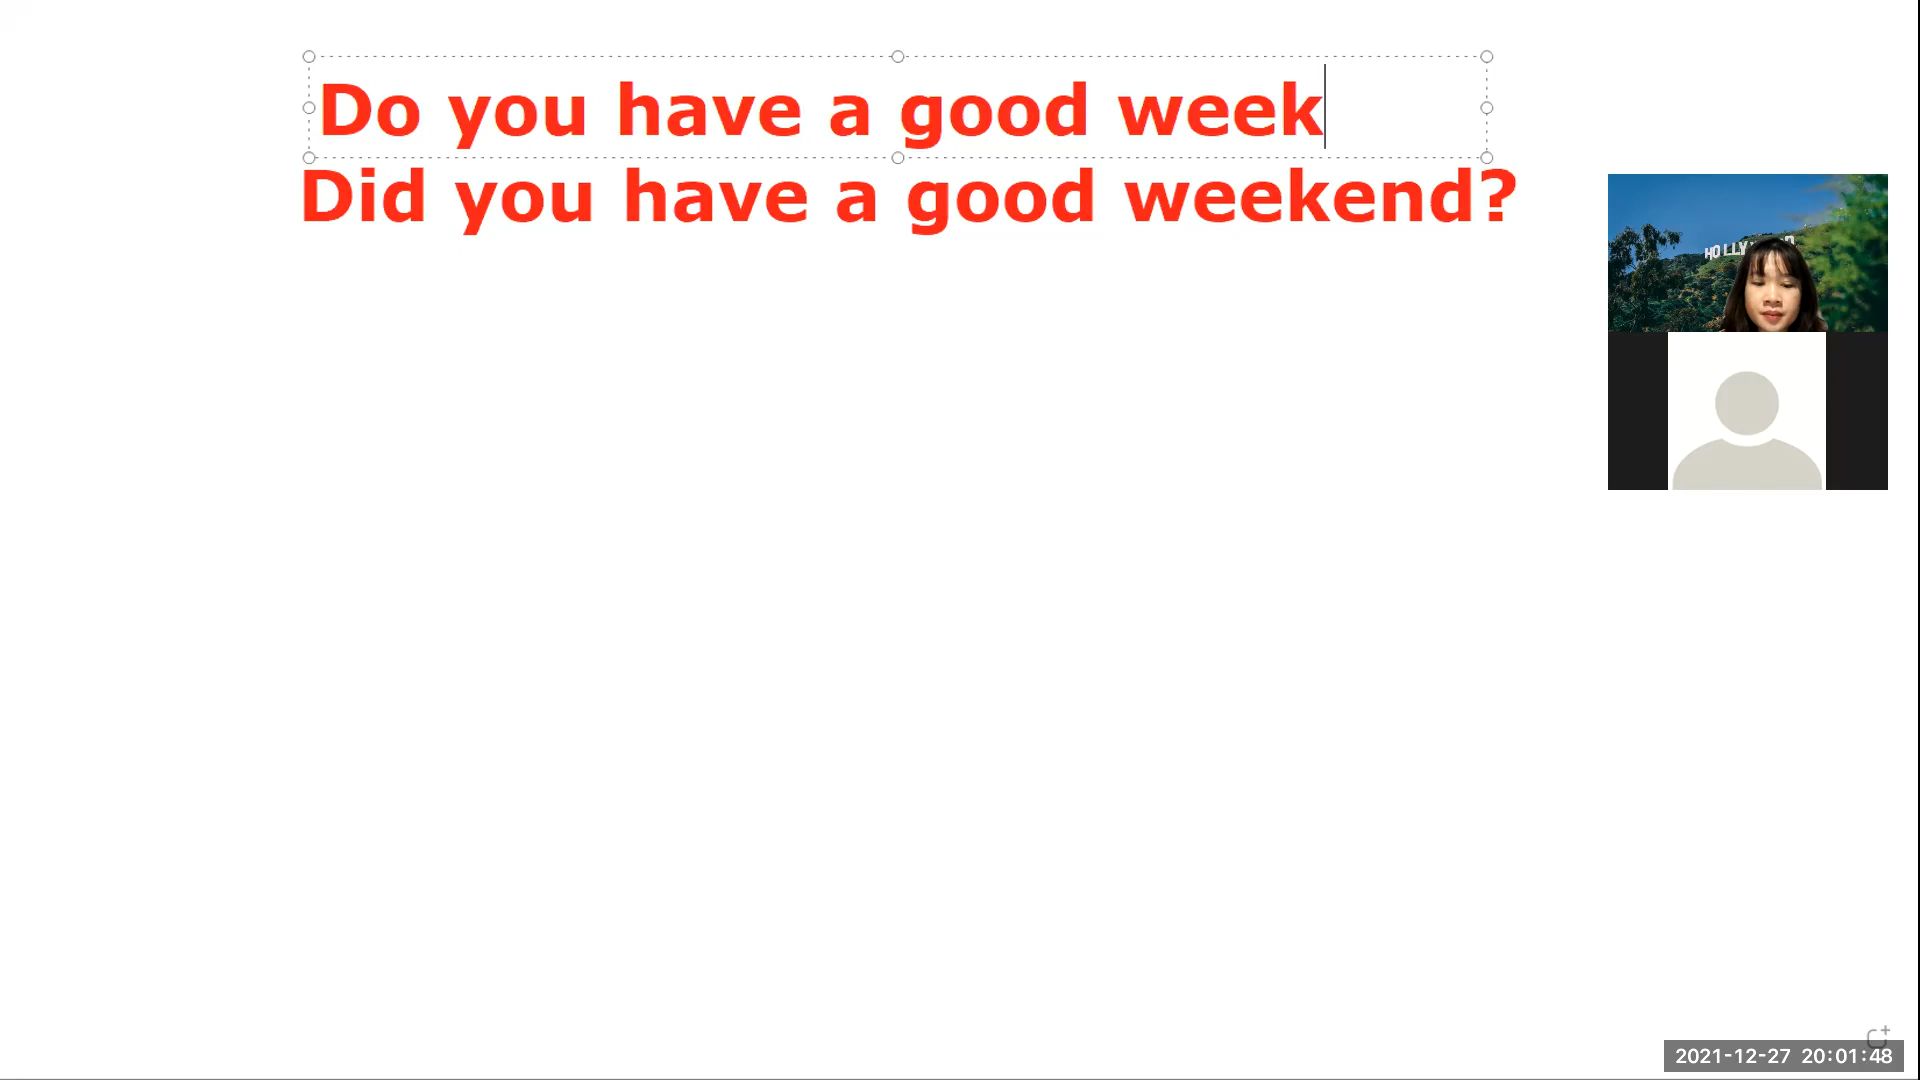 Do you have a good week
Did you have a good weekend?
2021-12-27 20:01:48